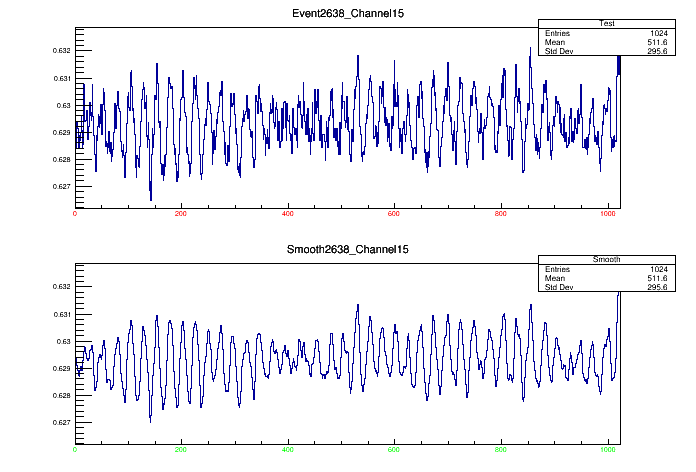 Event2638_Channel15
Test
Entries 1024
Mean 511.6
Std Dev 295.6
0.632
0.631
0.63
0.629
0.628
0.627
0 200 400 600 800 1000
Smooth2638_Channel15
Smooth
Entries 1024
Mean 511.6
Std Dev 295.6
0.632
0.631
0.63
0.629
0.628
0.627
0 200 400 600 800 1000